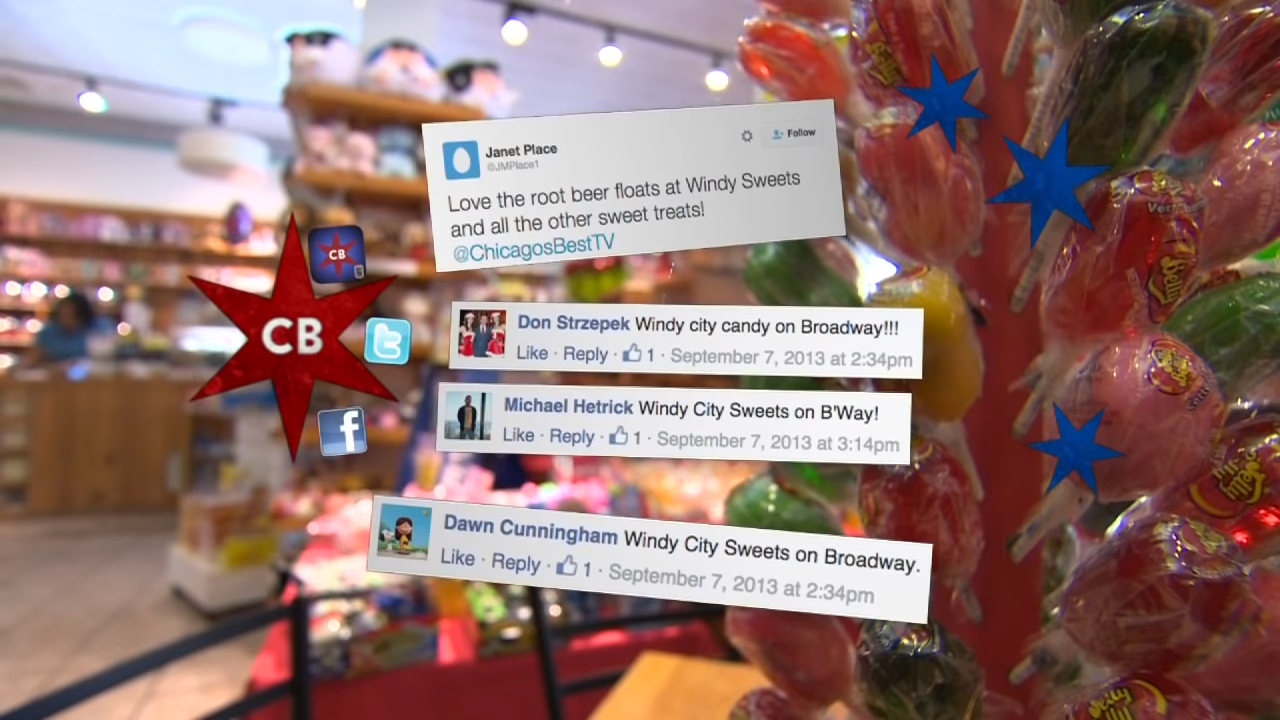 Janet Place
@JMPlace1
Follow
Love the root beer floats at Windy Sweets
and all the other sweet treats!
@ChicagosBestTV
CB
CB
Don Strzepek Windy city candy on Broadway!!!
Like · Reply · 1 · September 7, 2013 at 2:34pm
Michael Hetrick Windy City Sweets on B'Way!
Like · Reply · 1 · September 7, 2013 at 3:14pm
Dawn Cunningham Windy City Sweets on Broadway.
Like · Reply · 1 · September 7, 2013 at 2:34pm
Jelly